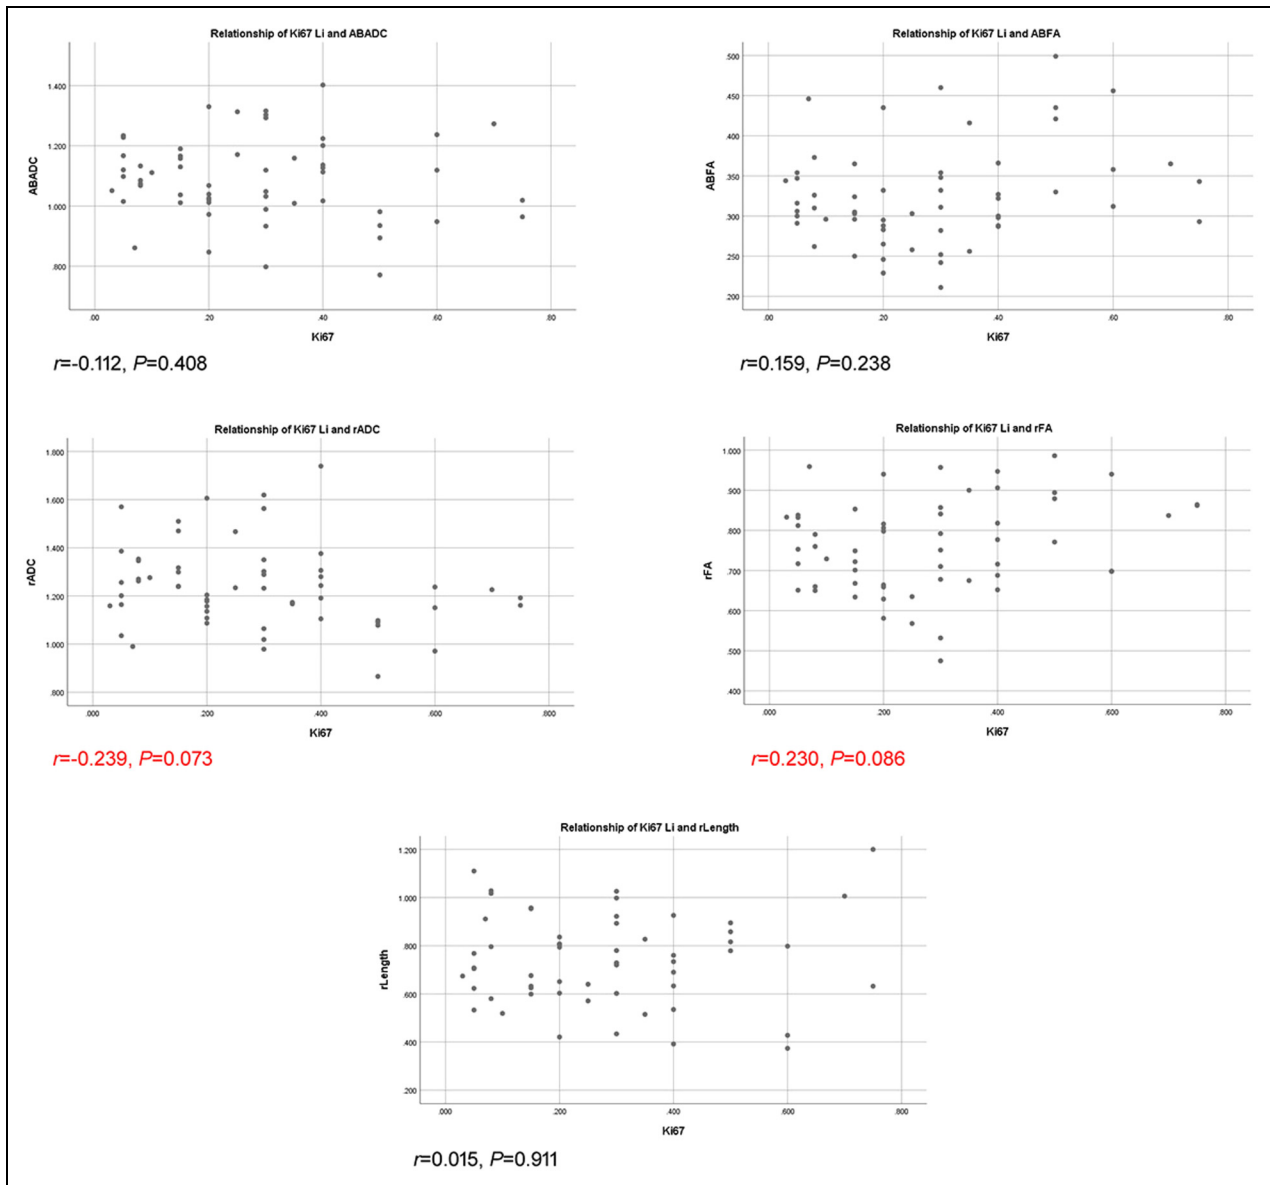 Relationship of Ki67 Li and ABADC
1.400
1.200
1.000
.800
ABADC
.00 .20 .40 .60 .80
Ki67
r=-0.112, P=0.408
Relationship of Ki67 Li and ABFA
.500
.450
.400
.350
.300
.250
.200
ABFA
.00 .20 .40 .60 .80
Ki67
r=0.159, P=0.238
Relationship of Ki67 Li and rADC
1.800
1.600
1.400
1.200
1.000
.800
rADC
.000 .200 .400 .600 .800
Ki67
r=-0.239, P=0.073
Relationship of Ki67 Li and rFA
1.000
.900
.800
.700
.600
.500
.400
rFA
.000 .200 .400 .600 .800
Ki67
r=0.230, P=0.086
Relationship of Ki67 Li and rLength
1.200
1.000
.800
.600
.400
.200
rLength
.000 .200 .400 .600 .800
Ki67
r=0.015, P=0.911